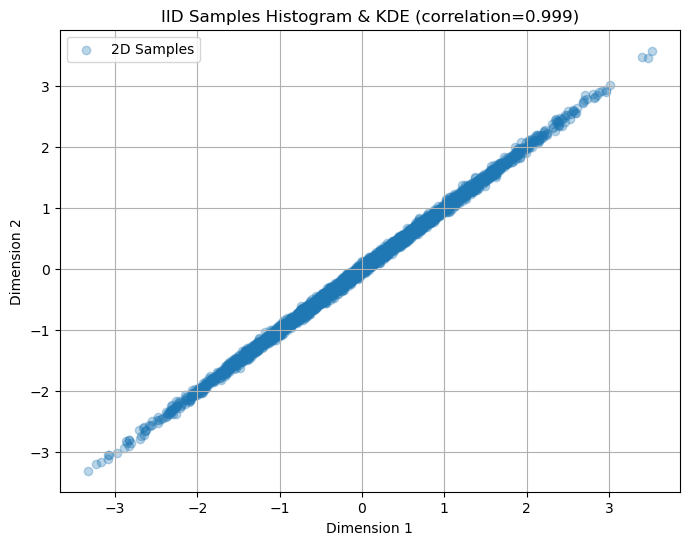 IID Samples Histogram & KDE (correlation=0.999)
2D Samples
Dimension 2
3
2
1
0
−1
−2
−3
−3 −2 −1 0 1 2 3
Dimension 1